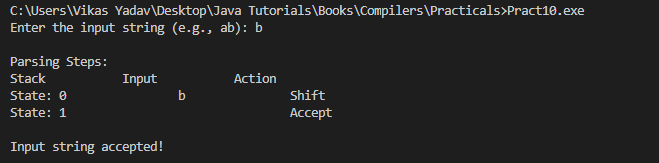 C:\Users\Vikas Yadav\Desktop\Java Tutorials\Books\Compilers\Practicals>Pract10.exe
Enter the input string (e.g., ab): b
Parsing Steps:
Stack Input Action
State: 0 b Shift
State: 1 Accept
Input string accepted!